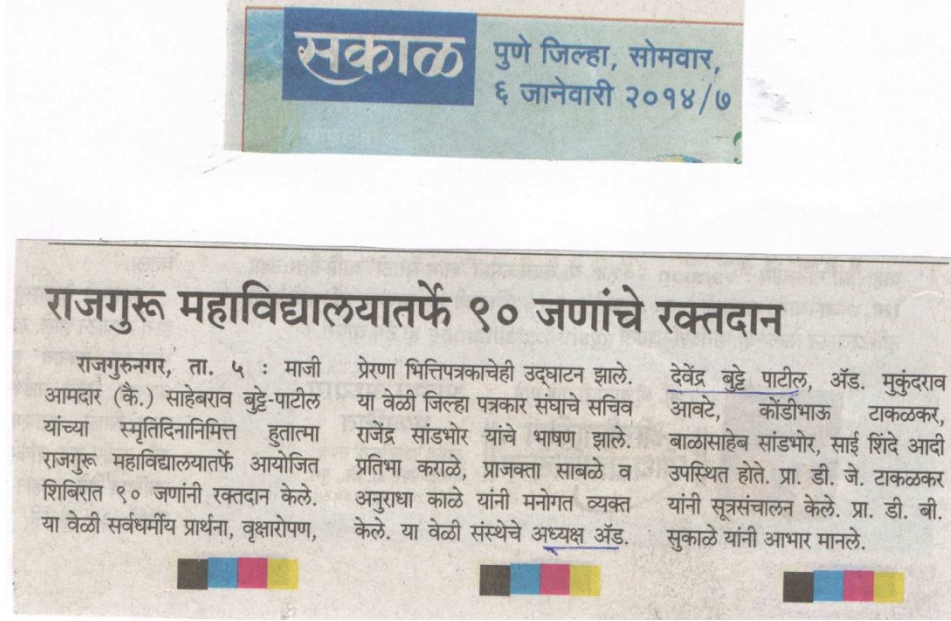 सकाळ
पुणे जिल्हा, सोमवार,
६ जानेवारी २०१४/७
राजगुरू महाविद्यालयातर्फे ९० जणांचे रक्तदान
राजगुरुनगर, ता. ५ : माजी
आमदार (कै.) साहेबराव बुट्टे-पाटील
यांच्या स्मृतिदिनानिमित्त हुतात्मा
राजगुरू महाविद्यालयातर्फे आयोजित
शिबिरात ९० जणांनी रक्तदान केले.
या वेळी सर्वधर्मीय प्रार्थना, वृक्षारोपण,
प्रेरणा भित्तिपत्रकाचेही उद्‌घाटन झाले.
या वेळी जिल्हा पत्रकार संघाचे सचिव
राजेंद्र सांडभोर यांचे भाषण झाले.
प्रतिभा कराळे, प्राजक्ता साबळे व
अनुराधा काळे यांनी मनोगत व्यक्त
केले. या वेळी संस्थेचे अध्यक्ष ॲड.
देवेंद्र बुट्टे पाटील, ॲड. मुकुंदराव
आवटे, कोंडीभाऊ टाकळकर,
बाळासाहेब सांडभोर, साई शिंदे आदी
उपस्थित होते. प्रा. डी. जे. टाकळकर
यांनी सूत्रसंचालन केले. प्रा. डी. बी.
सुकाळे यांनी आभार मानले.